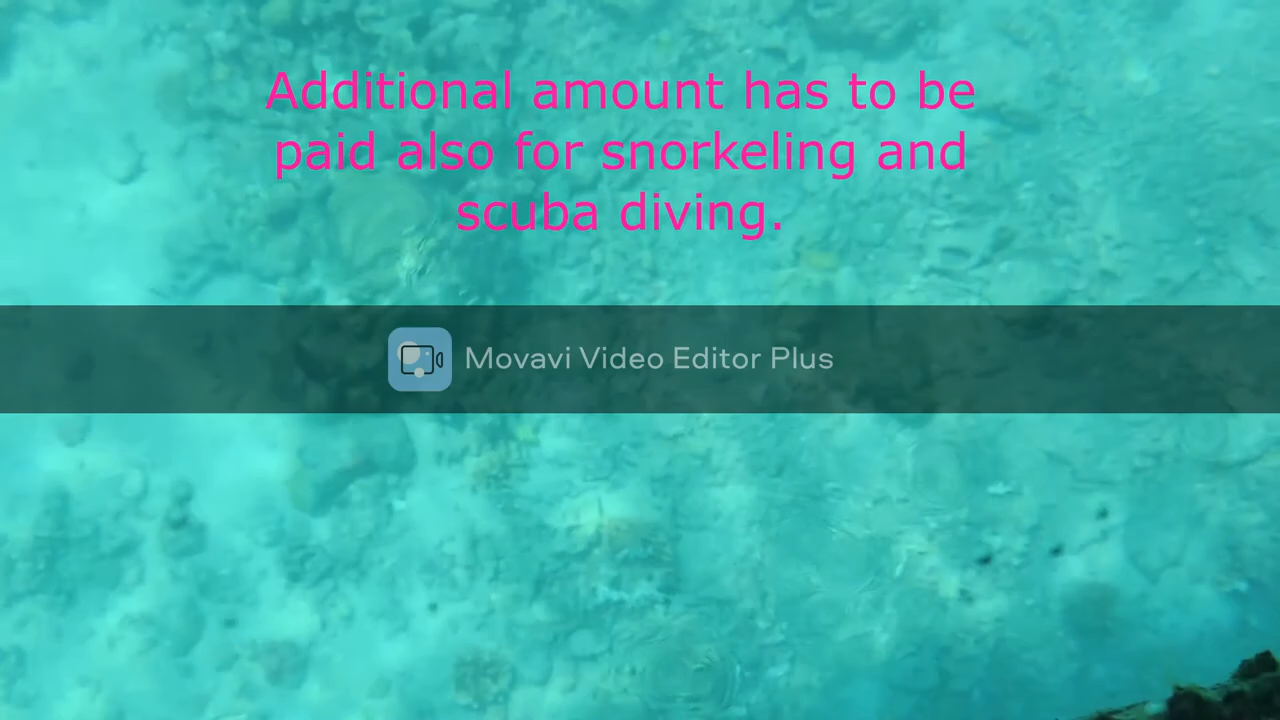 Additional amount has to be
paid also for snorkeling and
scuba diving.
Movavi Video Editor Plus